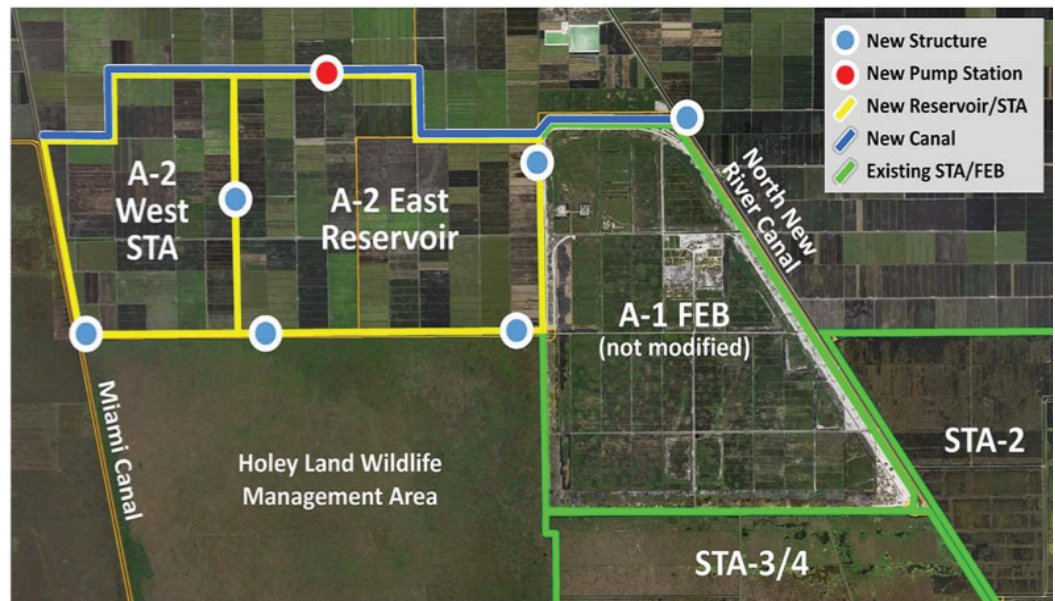 New Structure
New Pump Station
New Reservoir/STA
New Canal
Existing STA/FEB
A-2
West
STA
A-2 East
Reservoir
North New
River Canal
A-1 FEB
(not modified)
Miami Canal
Holey Land Wildlife
Management Area
STA-2
STA-3/4